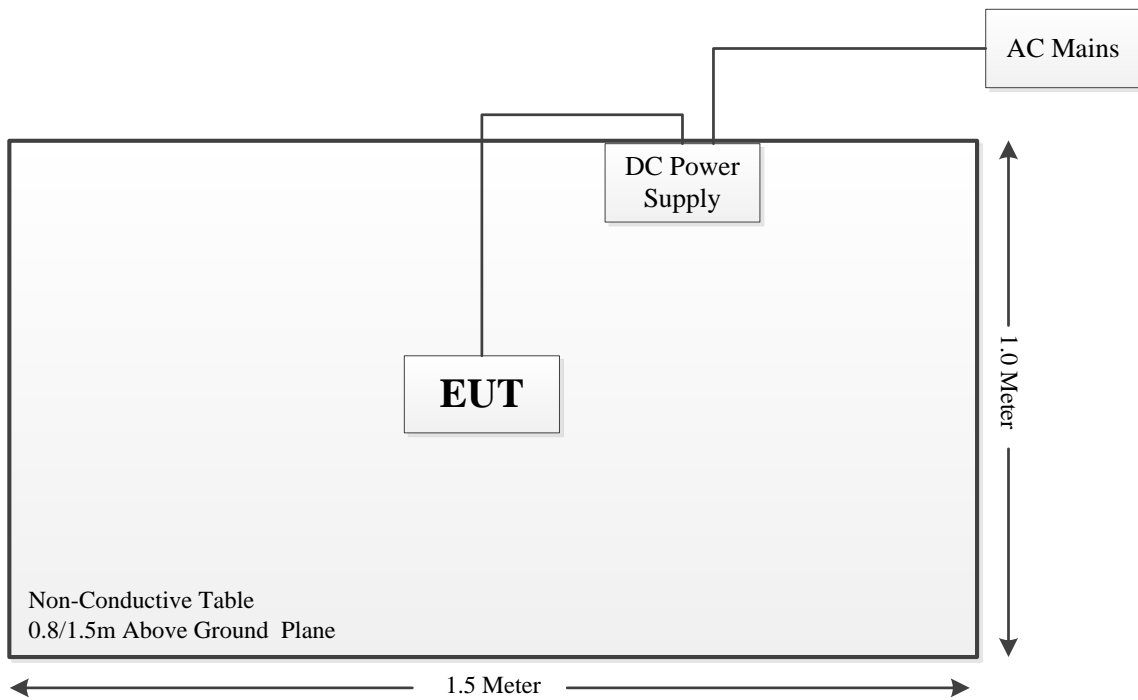 AC Mains
DC Power
Supply
EUT
1.0 Meter
Non-Conductive Table
0.8/1.5m Above Ground Plane
1.5 Meter